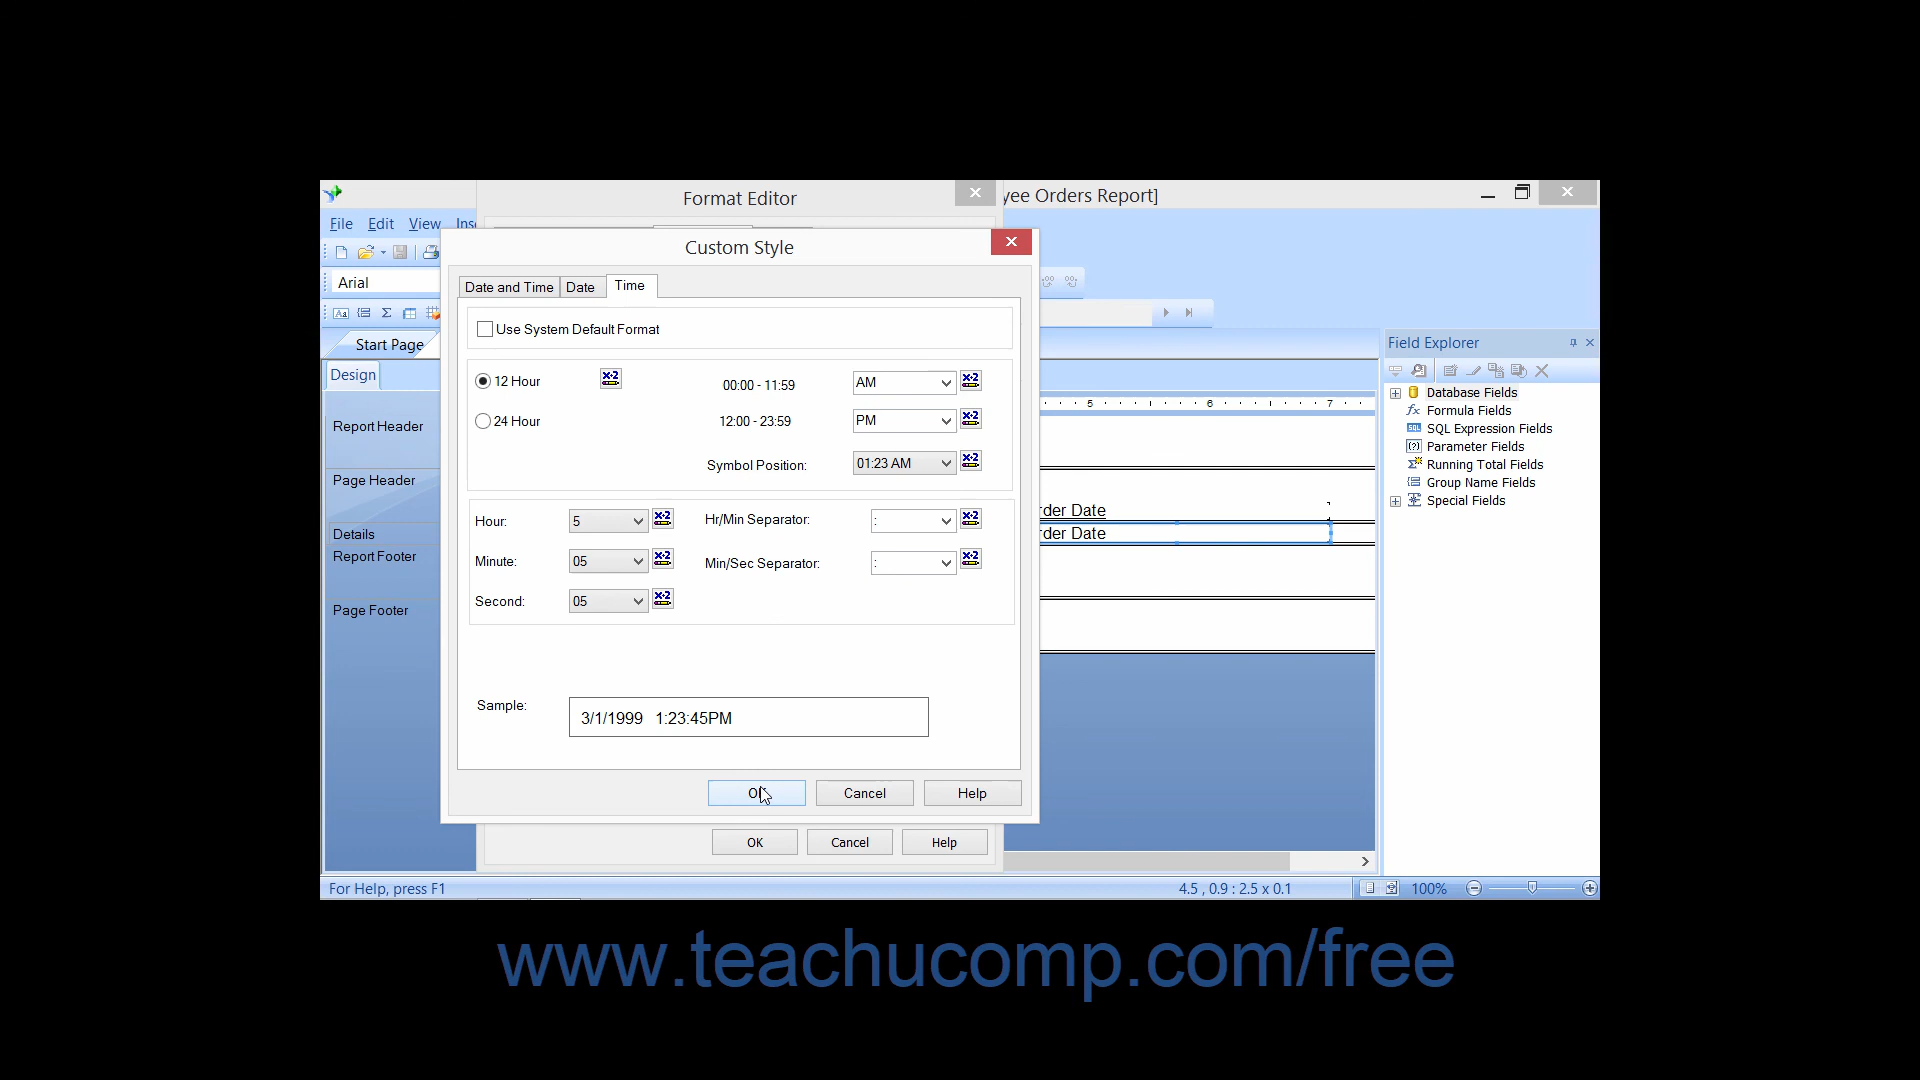 Format Editor
yee Orders Report]
File Edit View Inse
Custom Style
Arial
Date and Time Date Time
Use System Default Format
Start Page
Field Explorer
Design
12 Hour 00:00 - 11:59 AM
24 Hour 12:00 - 23:59 PM
Symbol Position: 01:23 AM
Database Fields
Formula Fields
SQL Expression Fields
Parameter Fields
Running Total Fields
Group Name Fields
Special Fields
5 6 7
Report Header
Page Header
Details
Report Footer
Page Footer
rder Date
rder Date
Hour: 5 Hr/Min Separator: :
Minute: 05 Min/Sec Separator: :
Second: 05
Sample: 3/1/1999 1:23:45PM
OK Cancel Help
OK Cancel Help
For Help, press F1 4.5 , 0.9 : 2.5 x 0.1 100%
www.teachucomp.com/free